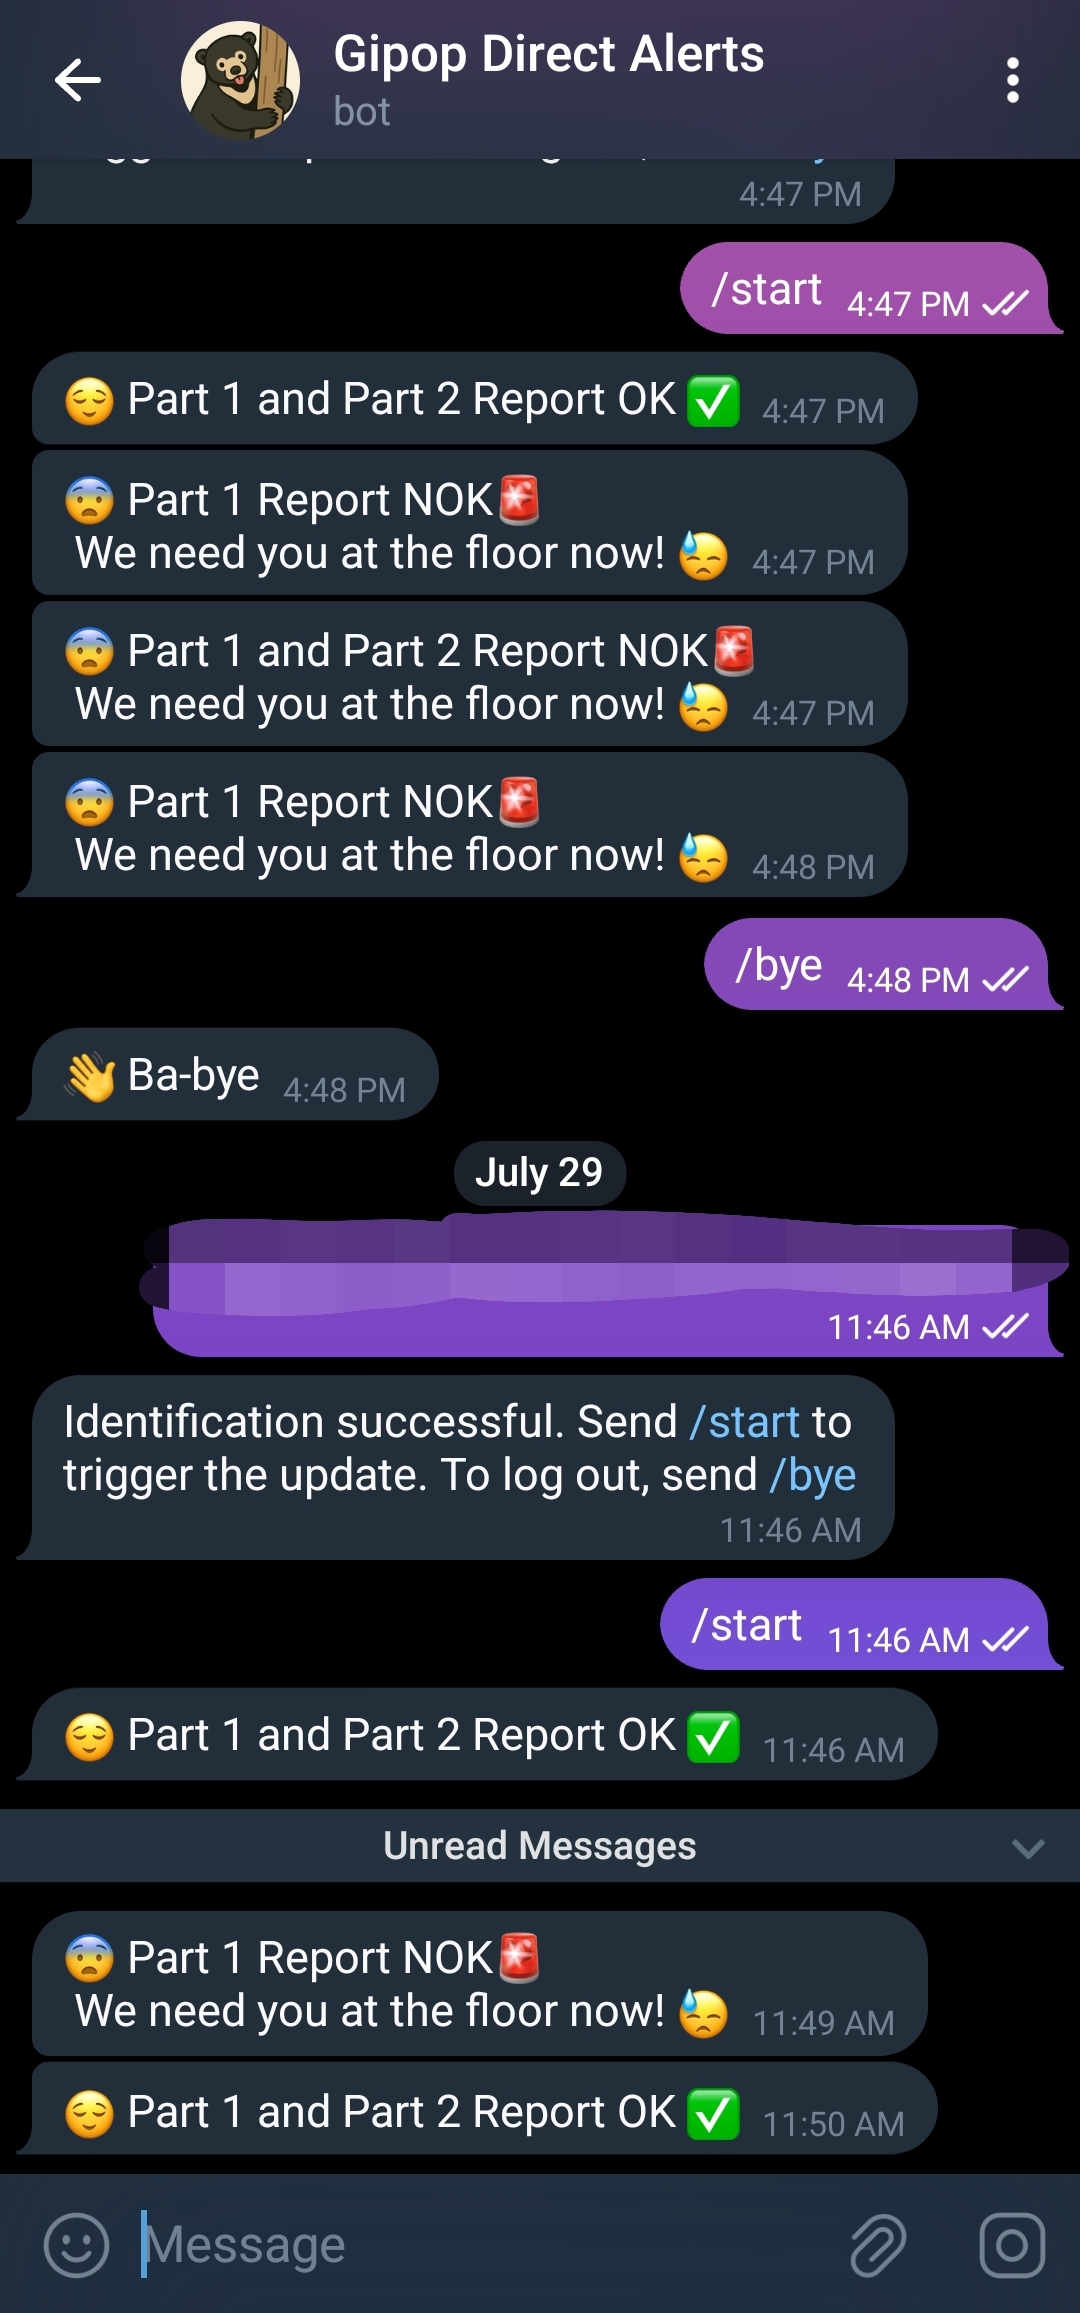 Gipop Direct Alerts
bot
4:47 PM
/start 4:47 PM
😌 Part 1 and Part 2 Report OK ✅ 4:47 PM
😨 Part 1 Report NOK🚨
We need you at the floor now! 😓 4:47 PM
😨 Part 1 and Part 2 Report NOK🚨
We need you at the floor now! 😓 4:47 PM
😨 Part 1 Report NOK🚨
We need you at the floor now! 😓 4:48 PM
/bye 4:48 PM
👋 Ba-bye 4:48 PM
July 29
11:46 AM
Identification successful. Send /start to
trigger the update. To log out, send /bye
11:46 AM
/start 11:46 AM
😌 Part 1 and Part 2 Report OK ✅ 11:46 AM
Unread Messages
😨 Part 1 Report NOK🚨
We need you at the floor now! 😓 11:49 AM
😌 Part 1 and Part 2 Report OK ✅ 11:50 AM
Message